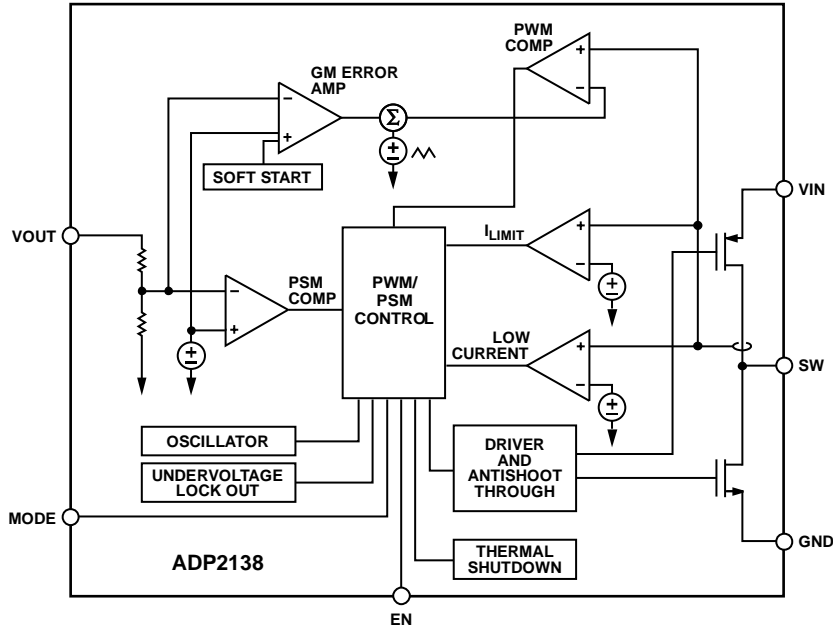 PWM
COMP
+
−
GM ERROR
AMP
−
+
Σ
+
−
SOFT START
VIN
VOUT
I_LIMIT
+
−
+
−
PWM/
PSM
CONTROL
PSM
COMP
−
+
+
−
LOW
CURRENT
+
−
+
−
SW
OSCILLATOR
DRIVER
AND
ANTISHOOT
THROUGH
UNDERVOLTAGE
LOCK OUT
MODE
GND
THERMAL
SHUTDOWN
ADP2138
EN